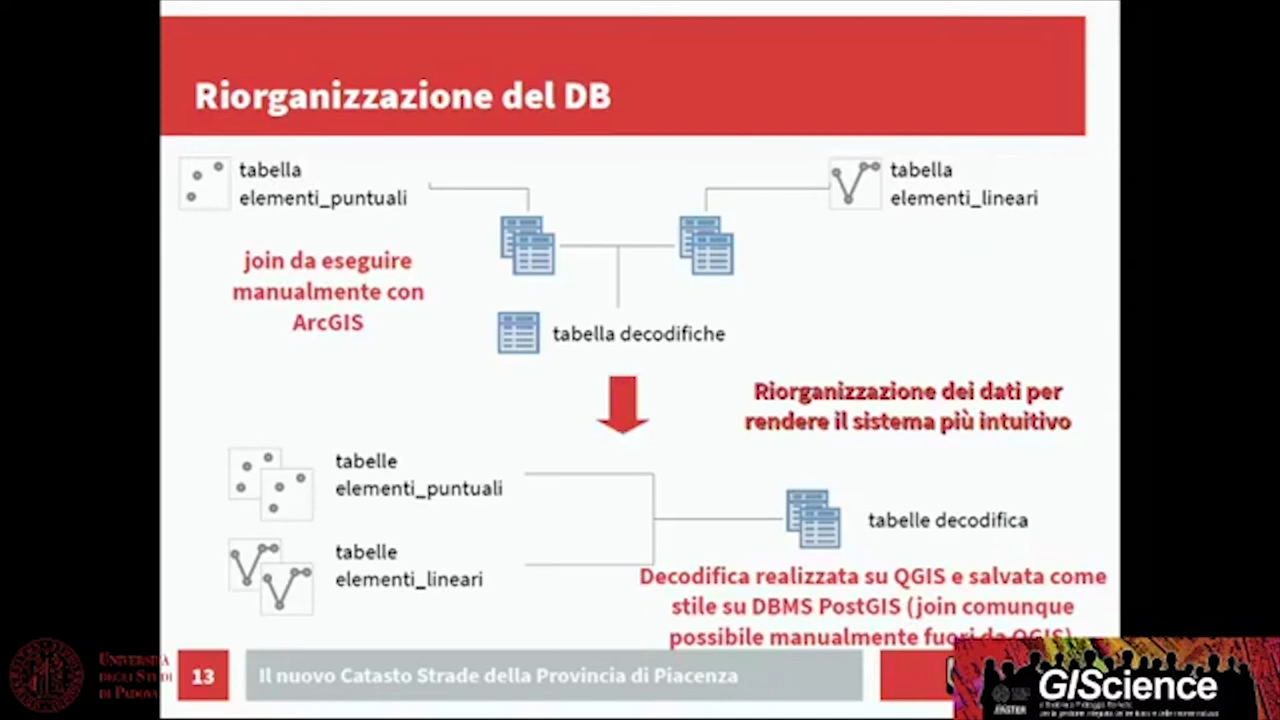 Riorganizzazione del DB
tabella
elementi_puntuali
tabella
elementi_lineari
join da eseguire
manualmente con
ArcGIS
tabella decodifiche
Riorganizzazione dei dati per
rendere il sistema più intuitivo
tabelle
elementi_puntuali
tabelle decodifica
tabelle
elementi_lineari
Decodifica realizzata su QGIS e salvata come
stile su DBMS PostGIS (join comunque
possibile manualmente fuori da QGIS)
UNIVERSITÀ
DEGLI STUDI
DI PADOVA
13
Il nuovo Catasto Strade della Provincia di Piacenza
GIScience
MASTER